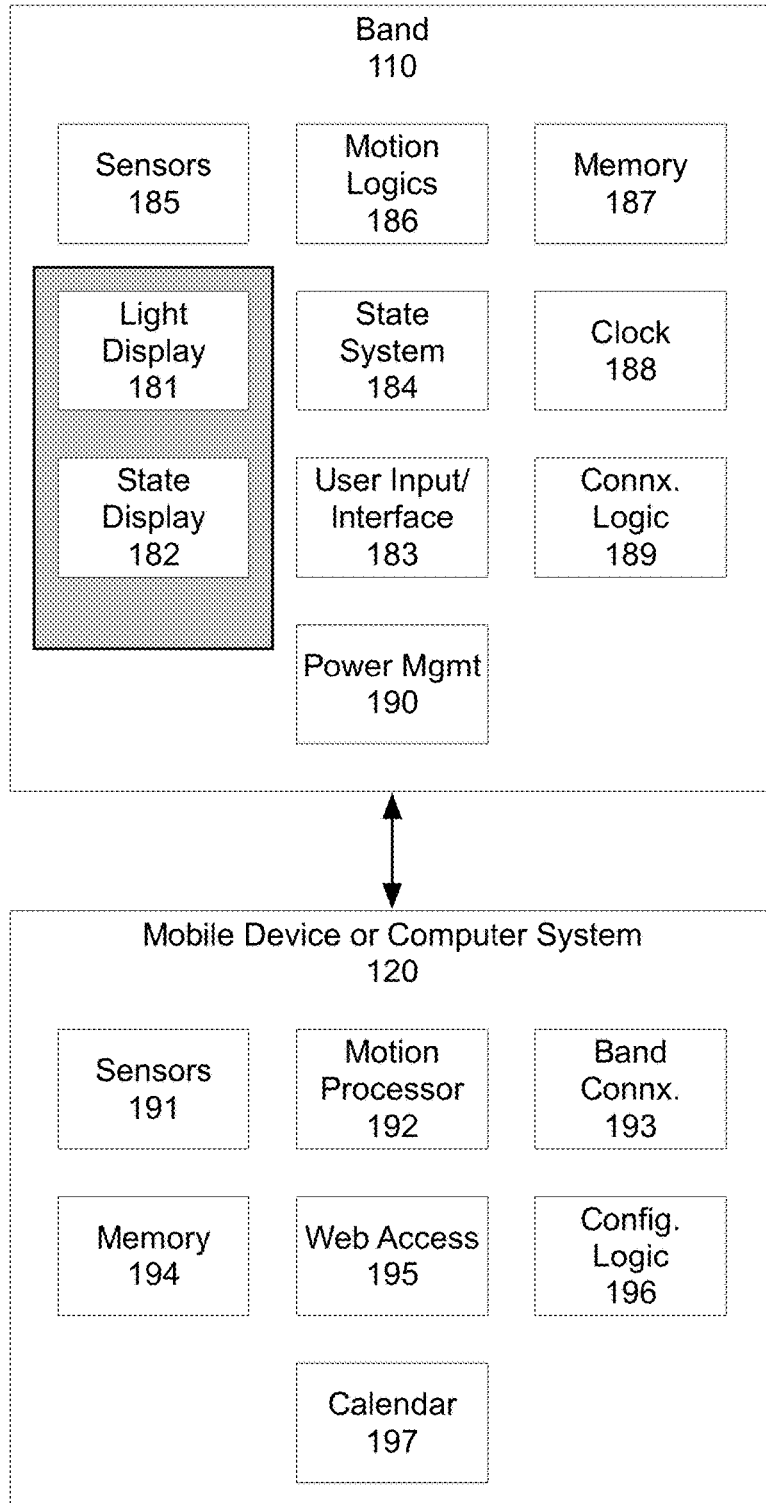 Band
110
Sensors
185
Motion
Logics
186
Memory
187
Light
Display
181
State
System
184
Clock
188
State
Display
182
User Input/
Interface
183
Connx.
Logic
189
Power Mgmt
190
Mobile Device or Computer System
120
Sensors
191
Motion
Processor
192
Band
Connx.
193
Memory
194
Web Access
195
Config.
Logic
196
Calendar
197